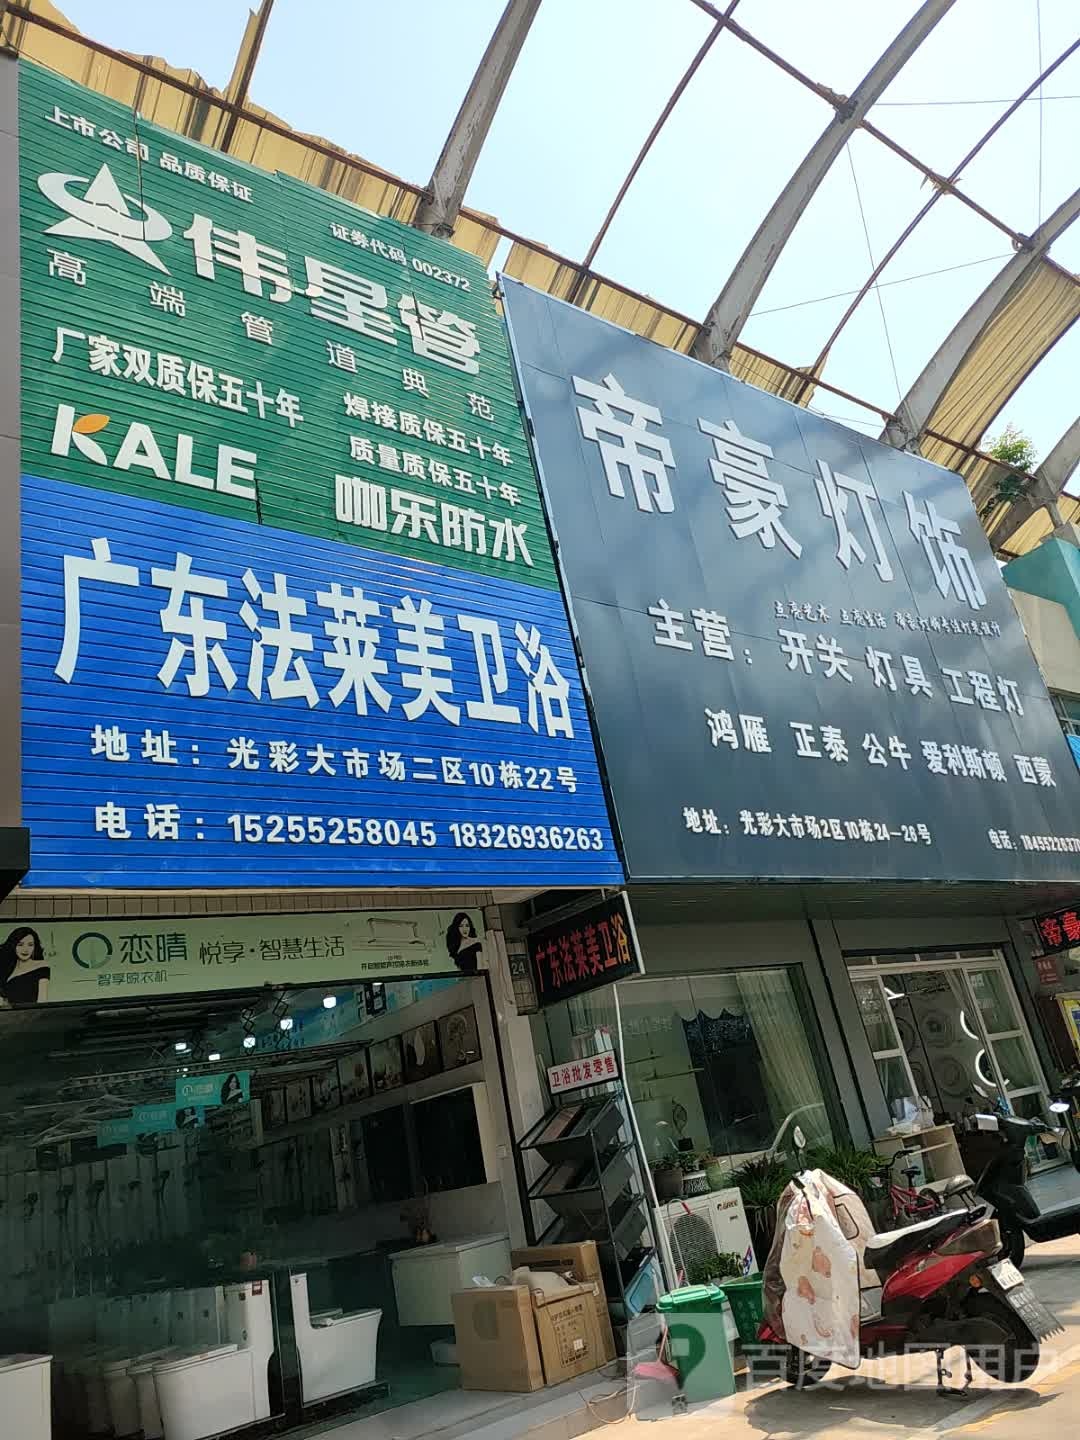 上市公司 品质保证
证券代码 002372
伟星管
高端管道典范
厂家双质保五十年
焊接质保五十年
质量质保五十年
KALE
咖乐防水
广东法莱美卫浴
地址：光彩大市场二区10栋22号
电话：15255258045 18326936263
帝豪灯饰
主营：开关 灯具 工程灯
鸿雁 正泰 公牛 爱利斯顿 西蒙
地址：光彩大市场2区10栋24—26号
恋晴 悦享·智慧生活
智享晾衣机
24
广东法莱美卫浴
帝豪
卫浴批发零售
百度地图用户